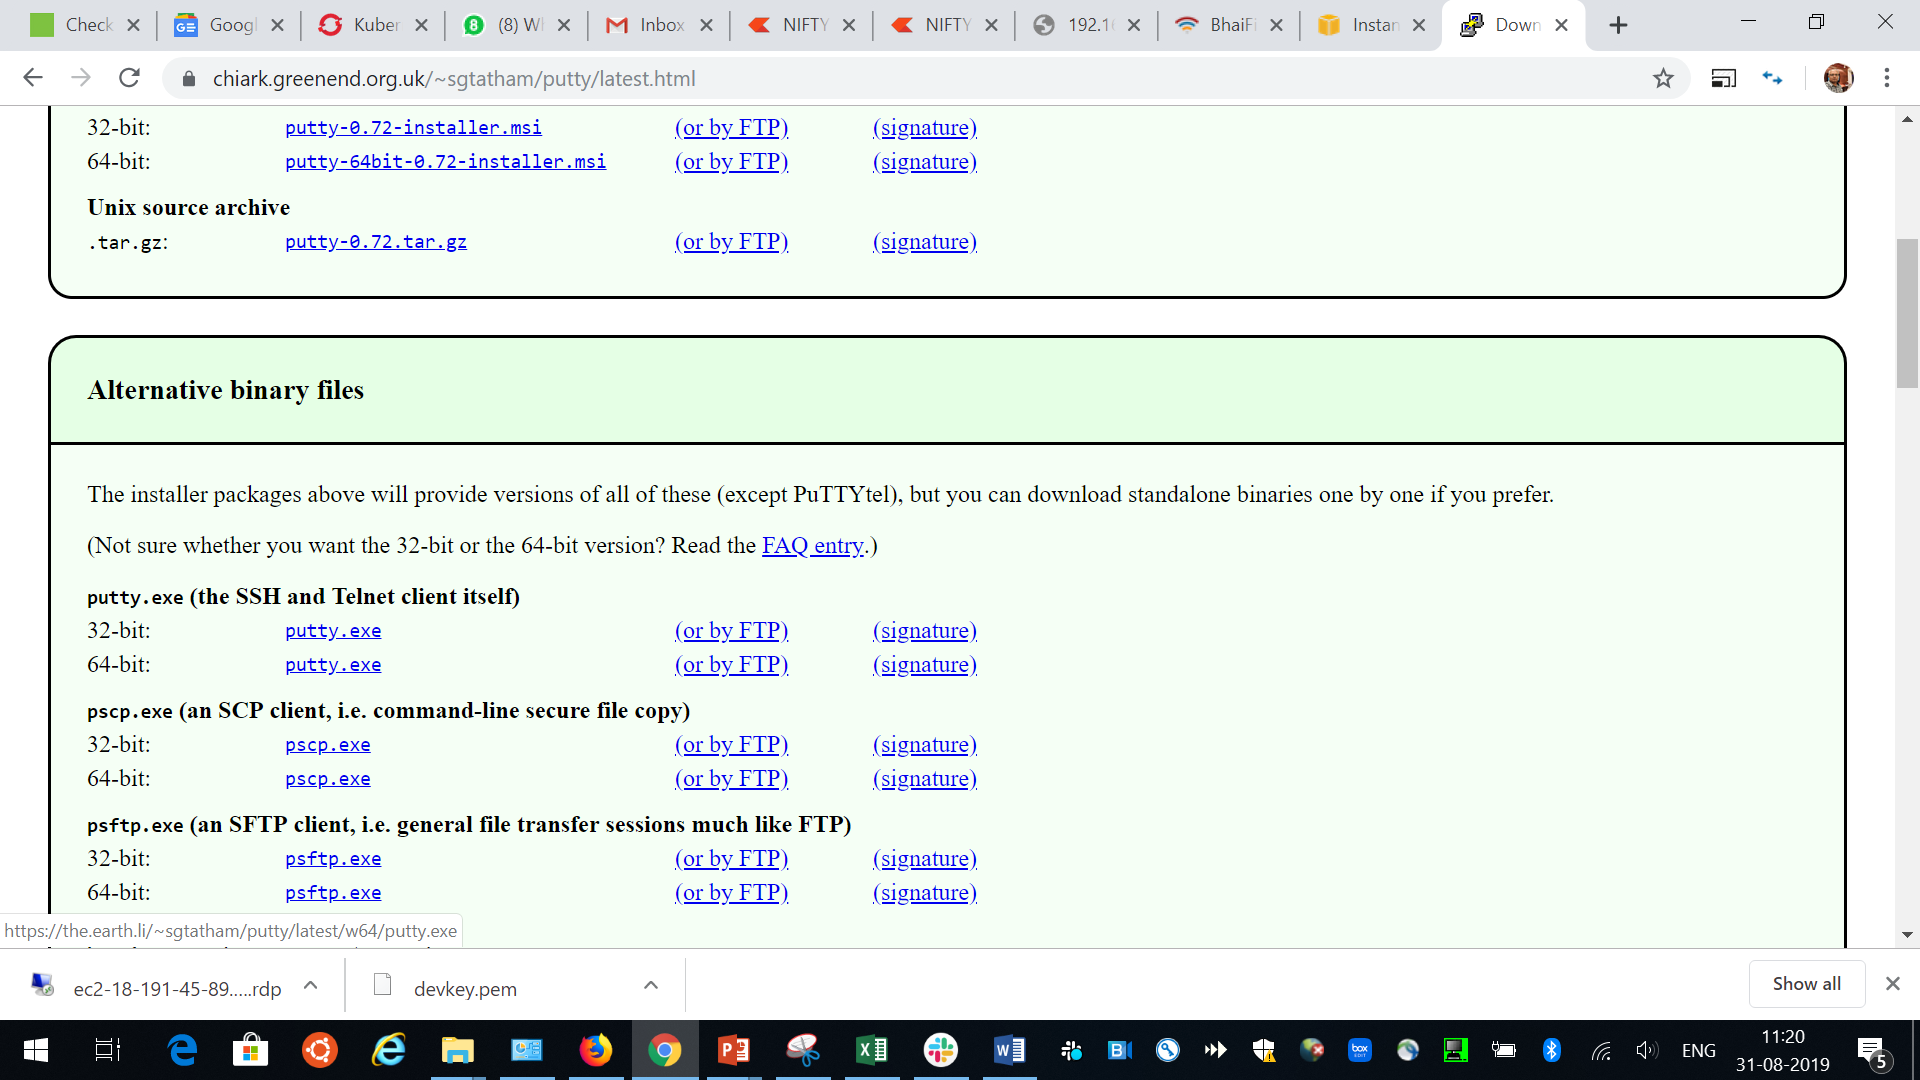 Check
Googl
Kuber
(8) W
Inbox
NIFTY
NIFTY
192.16
BhaiFi
Instan
Down
chiark.greenend.org.uk/~sgtatham/putty/latest.html
32-bit: putty-0.72-installer.msi (or by FTP) (signature)
64-bit: putty-64bit-0.72-installer.msi (or by FTP) (signature)
Unix source archive
.tar.gz: putty-0.72.tar.gz (or by FTP) (signature)
Alternative binary files
The installer packages above will provide versions of all of these (except PuTTYtel), but you can download standalone binaries one by one if you prefer.
(Not sure whether you want the 32-bit or the 64-bit version? Read the FAQ entry.)
putty.exe (the SSH and Telnet client itself)
32-bit: putty.exe (or by FTP) (signature)
64-bit: putty.exe (or by FTP) (signature)
pscp.exe (an SCP client, i.e. command-line secure file copy)
32-bit: pscp.exe (or by FTP) (signature)
64-bit: pscp.exe (or by FTP) (signature)
psftp.exe (an SFTP client, i.e. general file transfer sessions much like FTP)
32-bit: psftp.exe (or by FTP) (signature)
64-bit: psftp.exe (or by FTP) (signature)
https://the.earth.li/~sgtatham/putty/latest/w64/putty.exe
ec2-18-191-45-89.....rdp
devkey.pem
Show all
ENG
11:20
31-08-2019
5